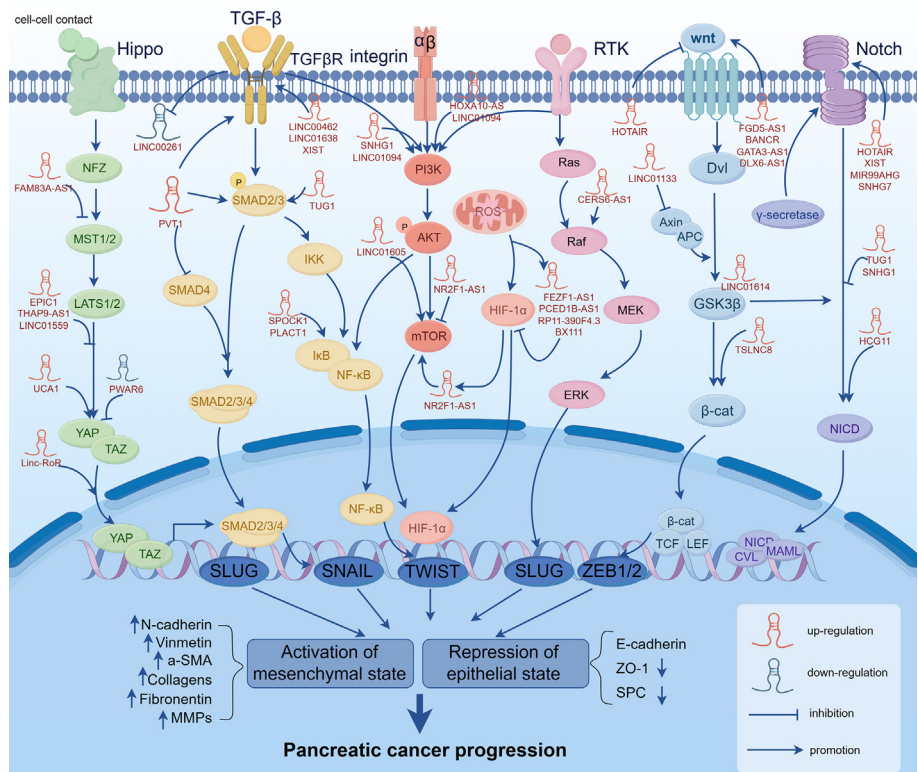 cell-cell contact
Hippo
TGF-β
TGFβR
integrin
αβ
RTK
wnt
Notch
LINC00261
LINC00462
LINC01638
XIST
SNHG1
LINC01094
HOXA10-AS
LINC01094
HOTAIR
FGD5-AS1
BANCR
GATA3-AS1
DLX6-AS1
HOTAIR
XIST
MIR99AHG
SNHG7
NFZ
FAM83A-AS1
PVT1
P
SMAD2/3
TUG1
PI3K
Ras
CERS6-AS1
LINC01133
Dvl
γ-secretase
MST1/2
SMAD4
IKK
LINC01605
P
AKT
ROS
Raf
Axin
APC
TUG1
SNHG1
EPIC1
THAP9-AS1
LINC01559
LATS1/2
SPOCK1
PLACT1
NR2F1-AS1
HIF-1α
FEZF1-AS1
PCED1B-AS1
RP11-390F4.3
BX111
MEK
LINC01614
GSK3β
TSLNC8
HCG11
IκB
NF-κB
mTOR
NR2F1-AS1
ERK
β-cat
NICD
UCA1
PWAR6
YAP
TAZ
SMAD2/3/4
Linc-RoR
YAP
TAZ
SMAD2/3/4
NF-κB
HIF-1α
β-cat
TCF
LEF
NICD
CVL
MAML
SLUG
SNAIL
TWIST
SLUG
ZEB1/2
N-cadherin
Vinmetin
a-SMA
Collagens
Fibronentin
MMPs
Activation of
mesenchymal state
Repression of
epithelial state
E-cadherin
ZO-1
SPC
Pancreatic cancer progression
up-regulation
down-regulation
inhibition
promotion